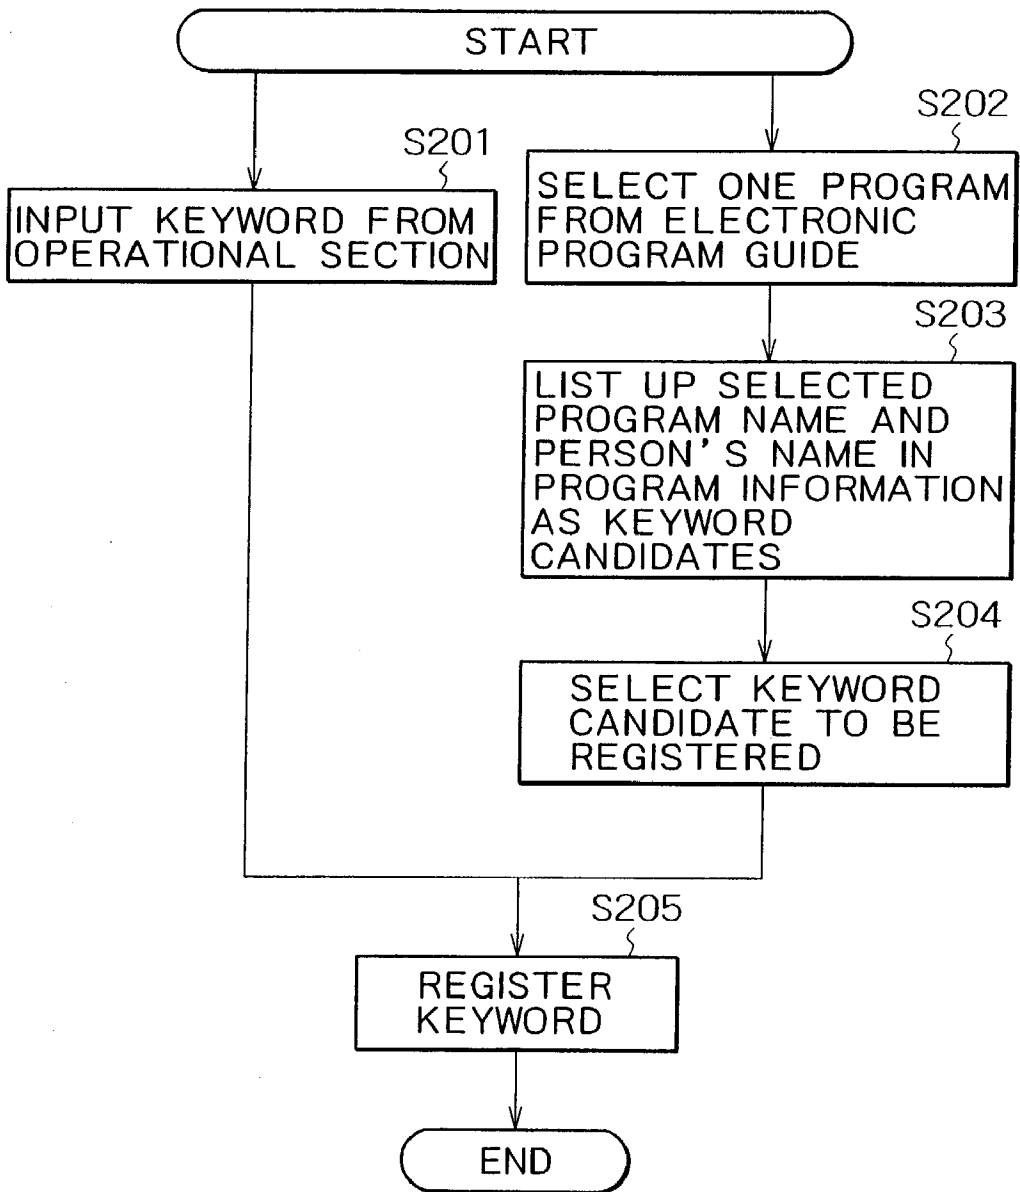 START
S201
INPUT KEYWORD FROM
OPERATIONAL SECTION
S202
SELECT ONE PROGRAM
FROM ELECTRONIC
PROGRAM GUIDE
S203
LIST UP SELECTED
PROGRAM NAME AND
PERSON'S NAME IN
PROGRAM INFORMATION
AS KEYWORD
CANDIDATES
S204
SELECT KEYWORD
CANDIDATE TO BE
REGISTERED
S205
REGISTER
KEYWORD
END